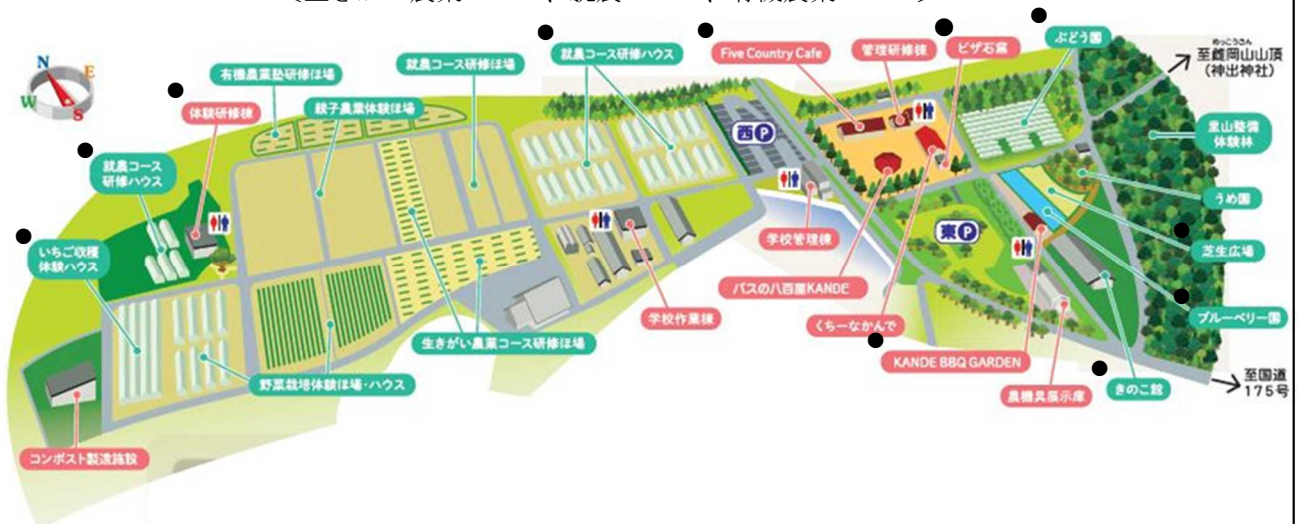 N
E
W
S
有機農業塾研修ほ場
就農コース研修ほ場
就農コース研修ハウス
Five Country Cafe
管理研修棟
ピザ石窯
ぶどう園
めっこうさん
至雌岡山山頂
(神出神社)
体験研修棟
親子農業体験ほ場
西P
里山整備
体験林
就農コース
研修ハウス
うめ園
いちご収穫
体験ハウス
学校管理棟
東P
芝生広場
バスの八百屋KANDE
学校作業棟
くちーなかんで
ブルーベリー園
生きがい農業コース研修ほ場
KANDE BBQ GARDEN
野菜栽培体験ほ場・ハウス
農機具展示庫
きのこ館
至国道
175号
コンポスト製造施設